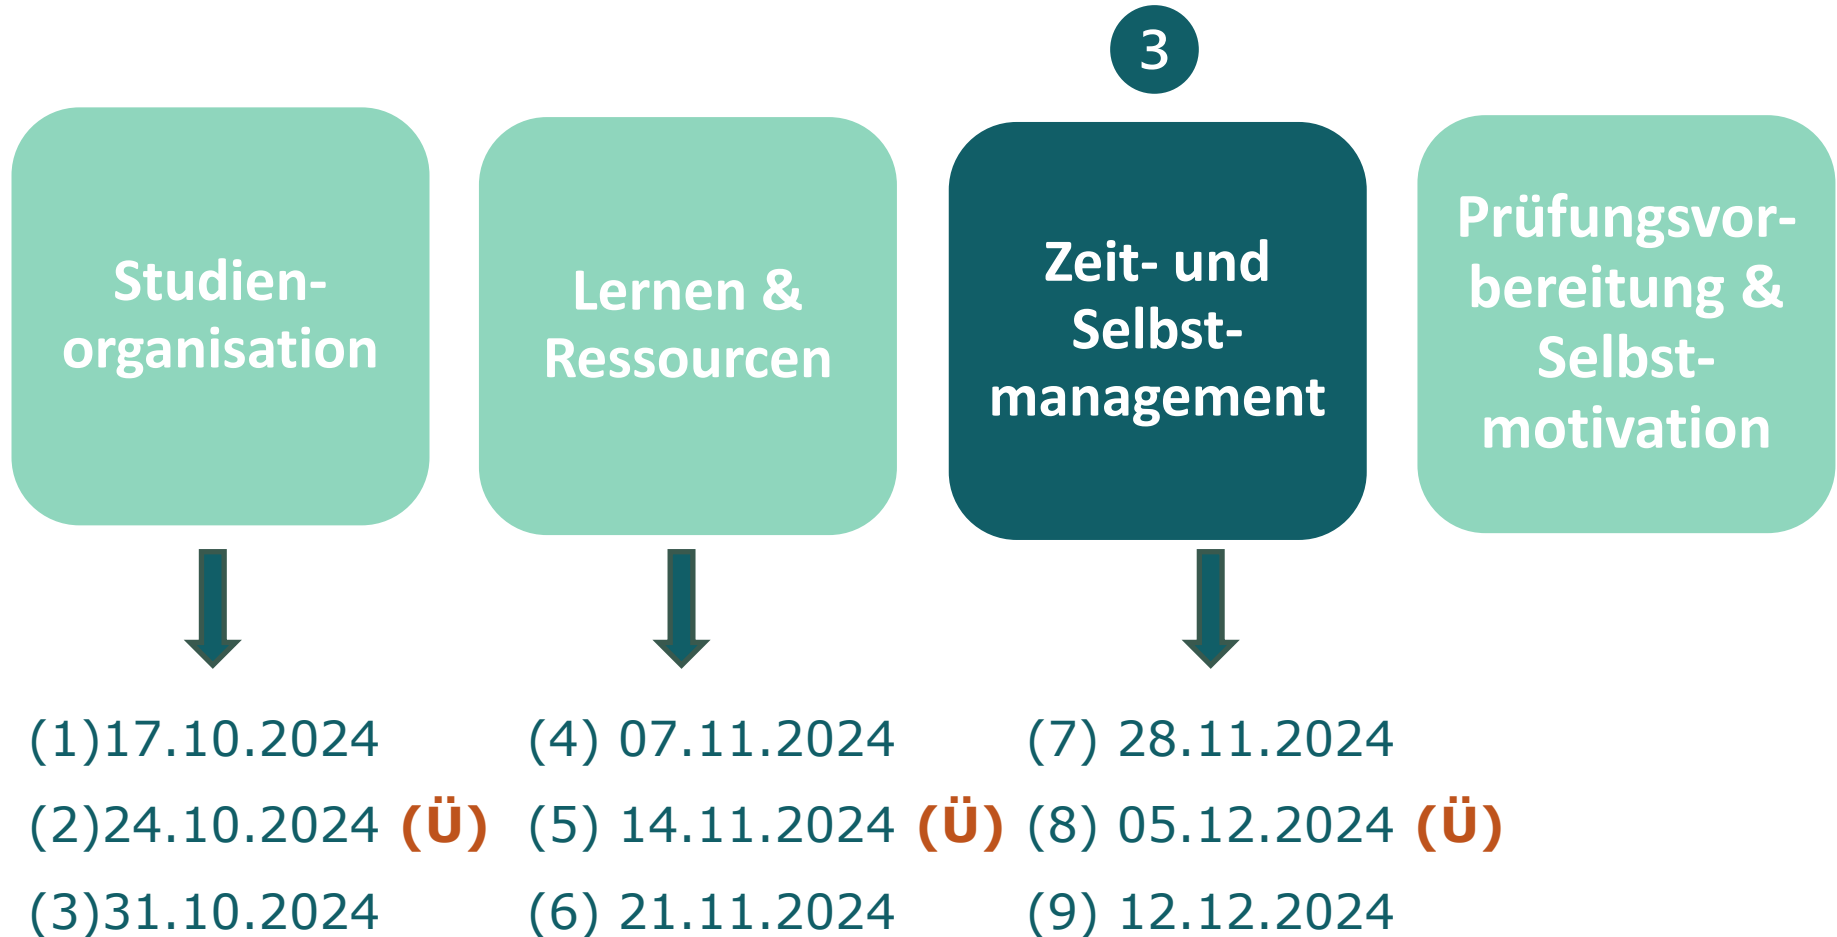 3
Studien-
organisation
Lernen &
Ressourcen
Zeit- und
Selbst-
management
Prüfungsvor-
bereitung &
Selbst-
motivation
(1)17.10.2024
(2)24.10.2024 (Ü)
(3)31.10.2024
(4) 07.11.2024
(5) 14.11.2024 (Ü)
(6) 21.11.2024
(7) 28.11.2024
(8) 05.12.2024 (Ü)
(9) 12.12.2024